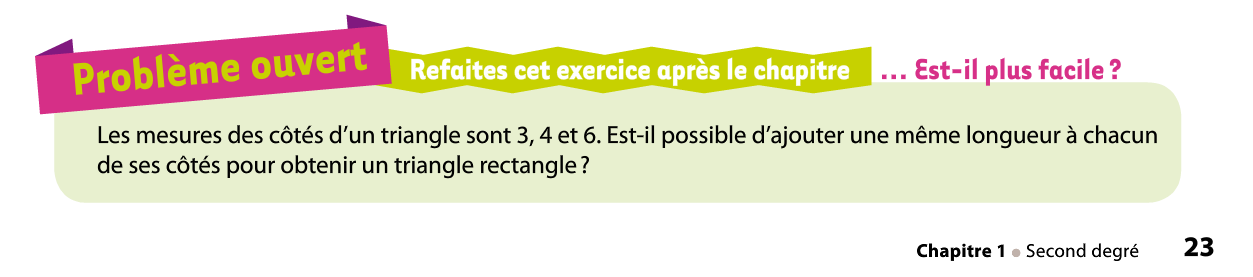 Problème ouvert
Refaites cet exercice après le chapitre ... Est-il plus facile ?
Les mesures des côtés d’un triangle sont 3, 4 et 6. Est-il possible d’ajouter une même longueur à chacun
de ses côtés pour obtenir un triangle rectangle ?
Chapitre 1 ● Second degré 23